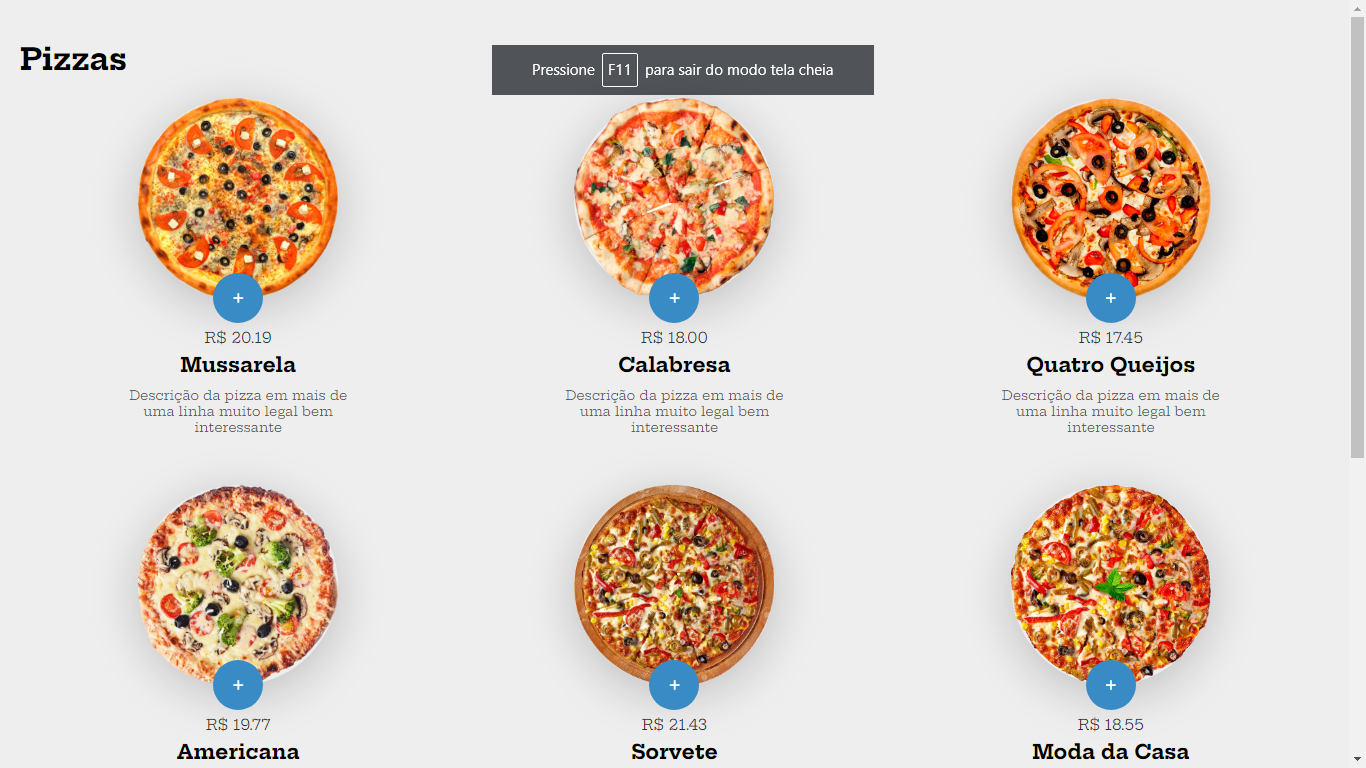 Pizzas
Pressione F11 para sair do modo tela cheia
+
+
+
R$ 20.19
R$ 18.00
R$ 17.45
Mussarela
Calabresa
Quatro Queijos
Descrição da pizza em mais de
uma linha muito legal bem
interessante
Descrição da pizza em mais de
uma linha muito legal bem
interessante
Descrição da pizza em mais de
uma linha muito legal bem
interessante
+
+
+
R$ 19.77
R$ 21.43
R$ 18.55
Americana
Sorvete
Moda da Casa